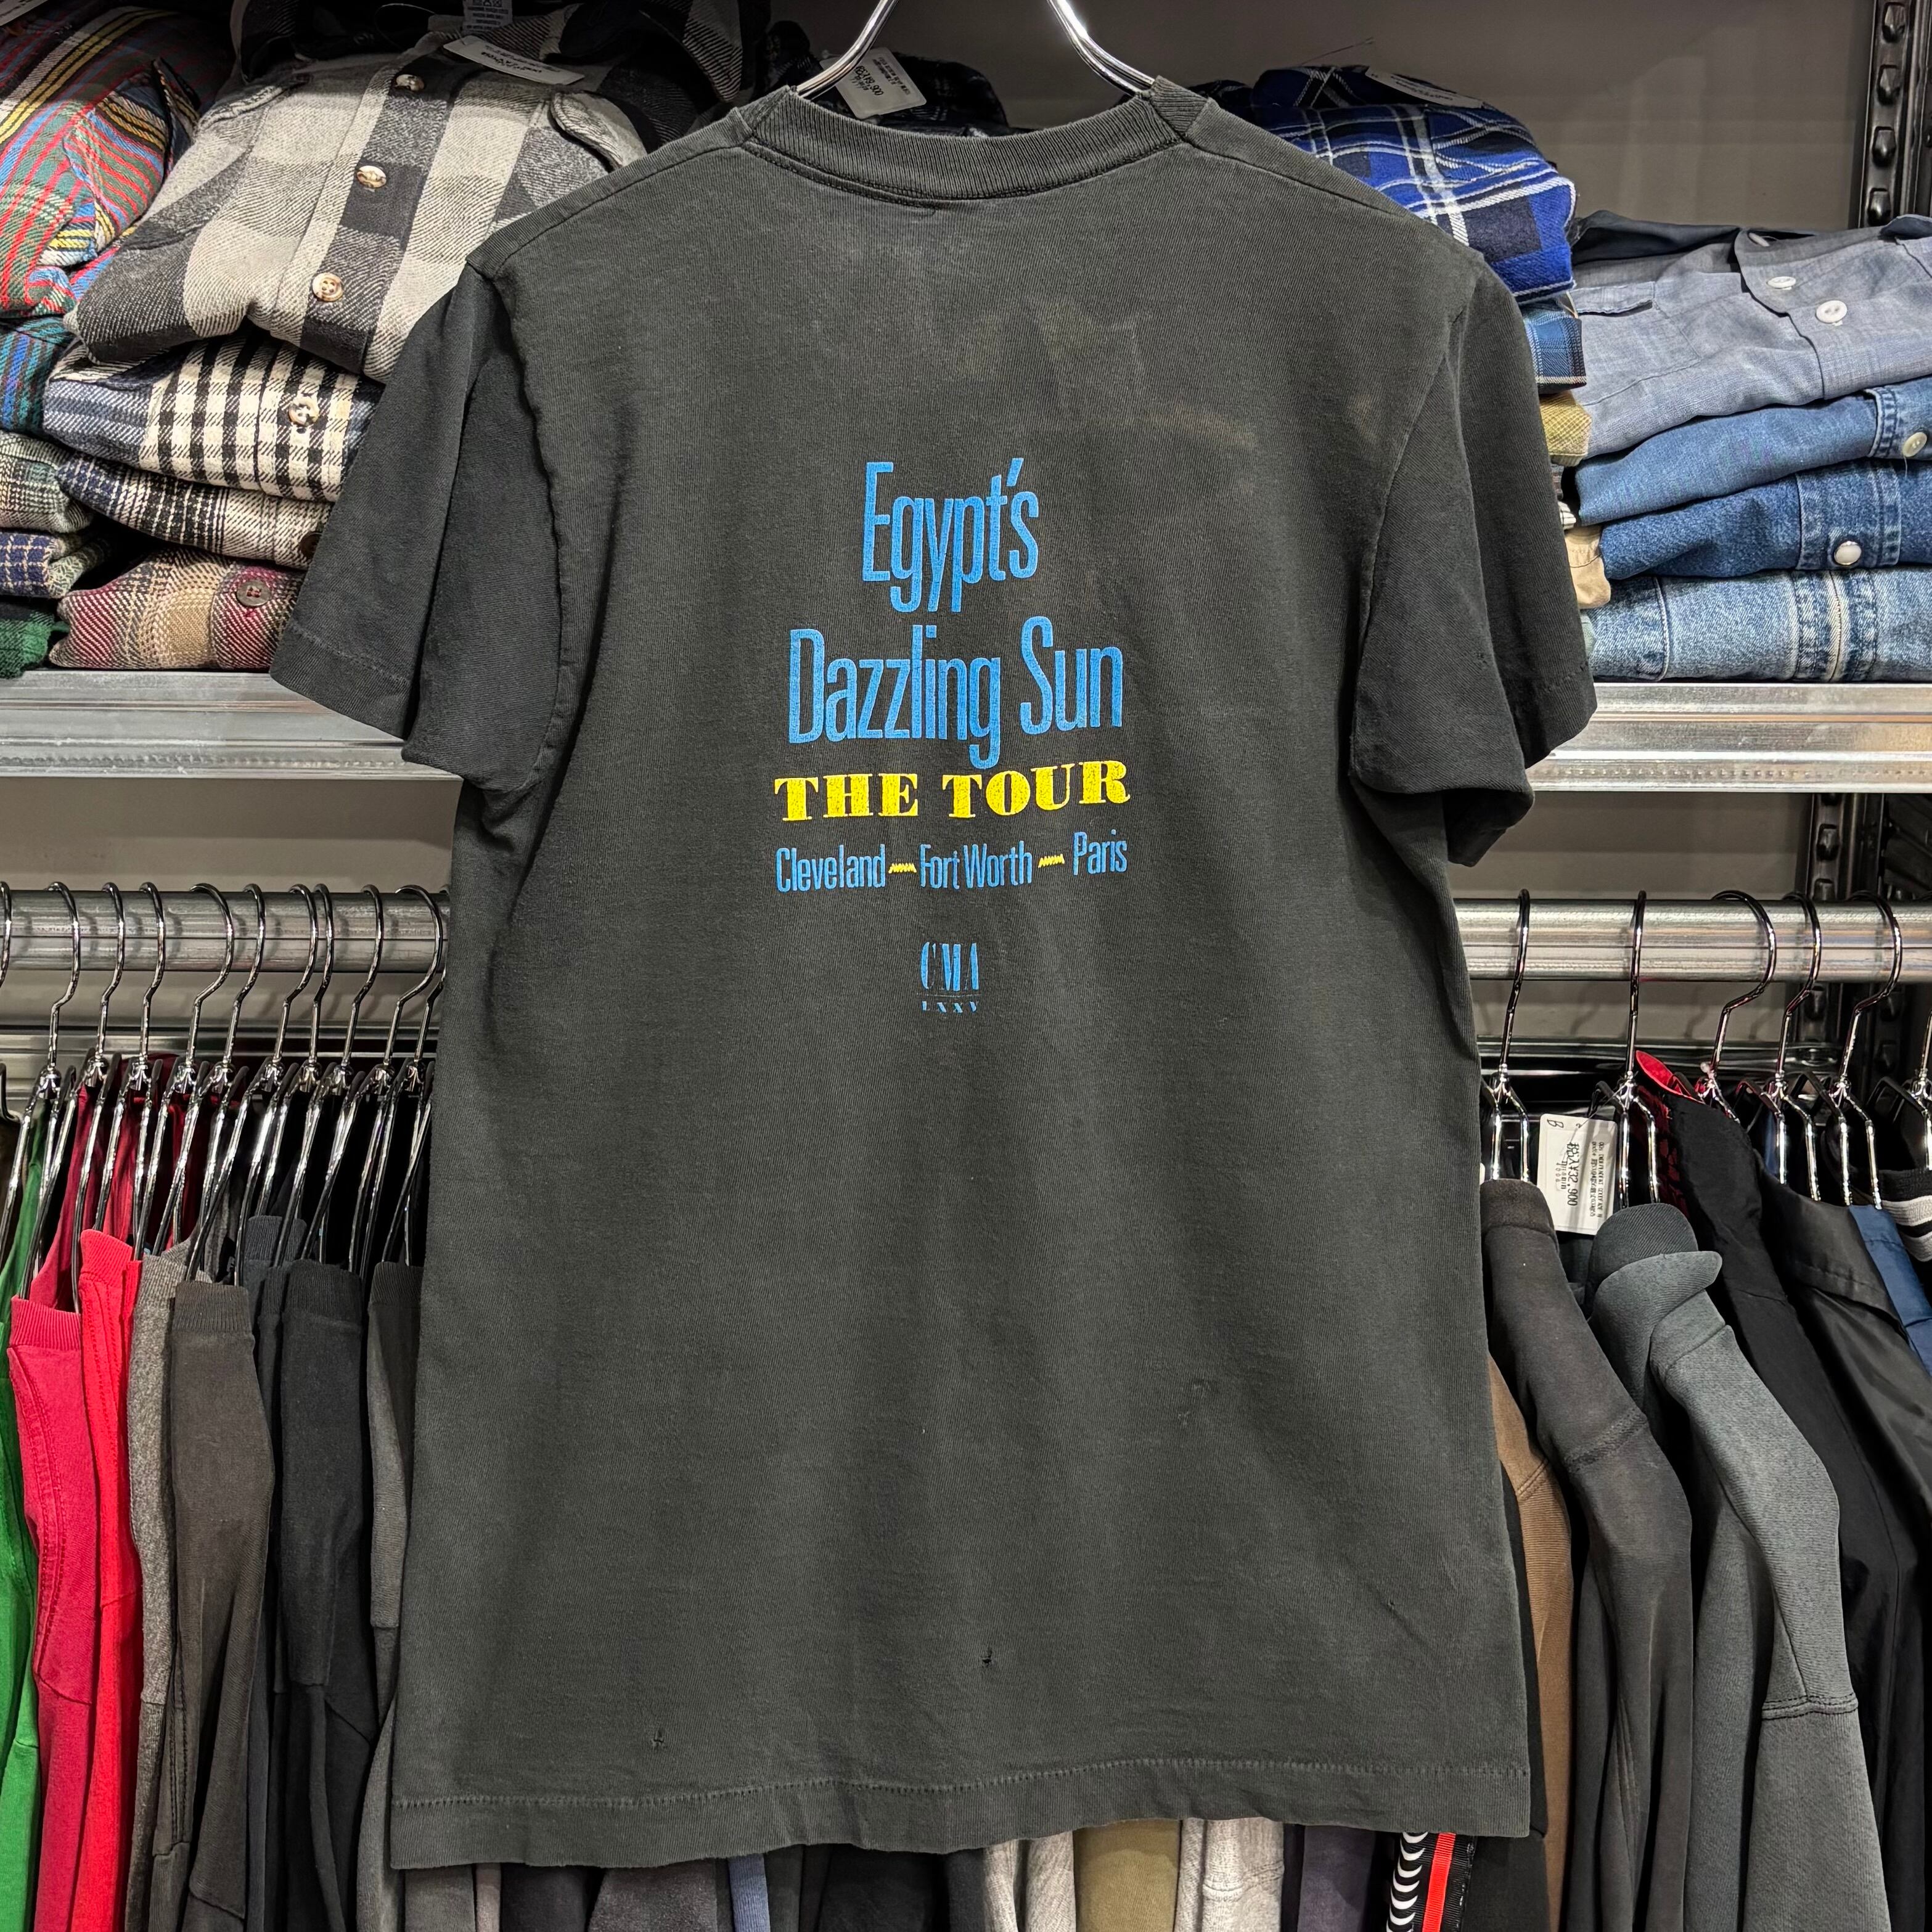 Egypt's
Dazzling Sun
THE TOUR
Cleveland Fort Worth Paris
CMA
LXXV